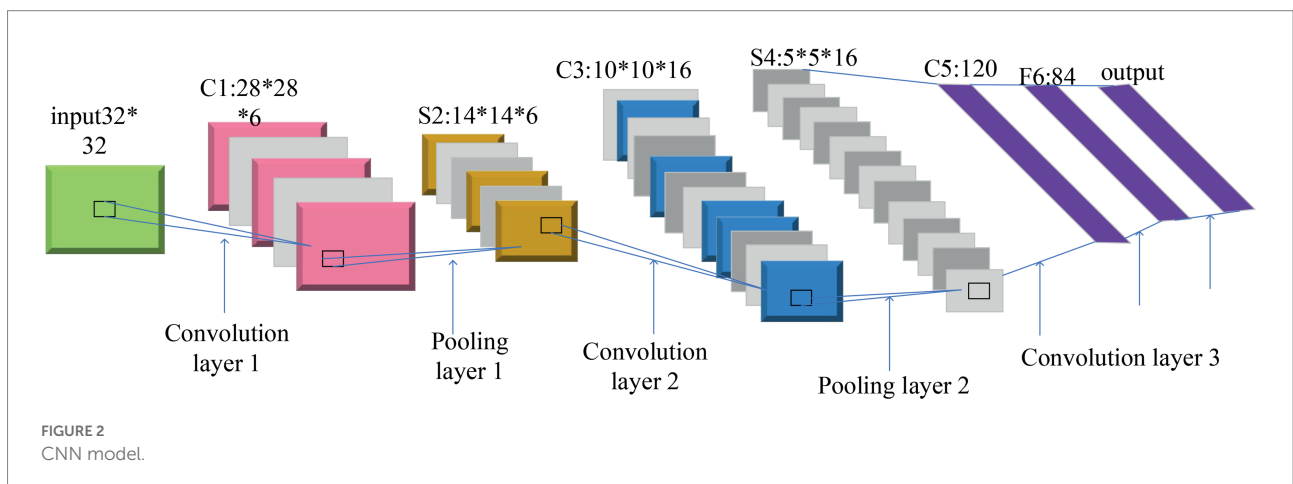 input32*
32
C1:28*28
*6
S2:14*14*6
C3:10*10*16
S4:5*5*16
C5:120
F6:84
output
Convolution
layer 1
Pooling
layer 1
Convolution
layer 2
Pooling layer 2
Convolution layer 3
FIGURE 2
CNN model.